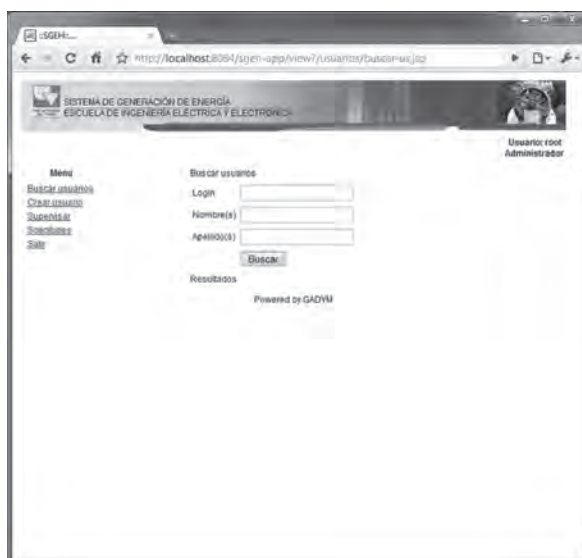 ::SGEH::...
http://localhost:8084/sgen-app/view7/usuarios/buscar-us.jsp
SISTEMA DE GENERACIÓN DE ENERGÍA
ESCUELA DE INGENIERÍA ELÉCTRICA Y ELECTRÓNICA
Usuario: root
Administrador
Menú
Buscar usuarios
Crear usuario
Supervisar
Solicitudes
Salir
Buscar usuarios
Login
Nombre(s)
Apellido(s)
Buscar
Resultados
Powered by GADYM